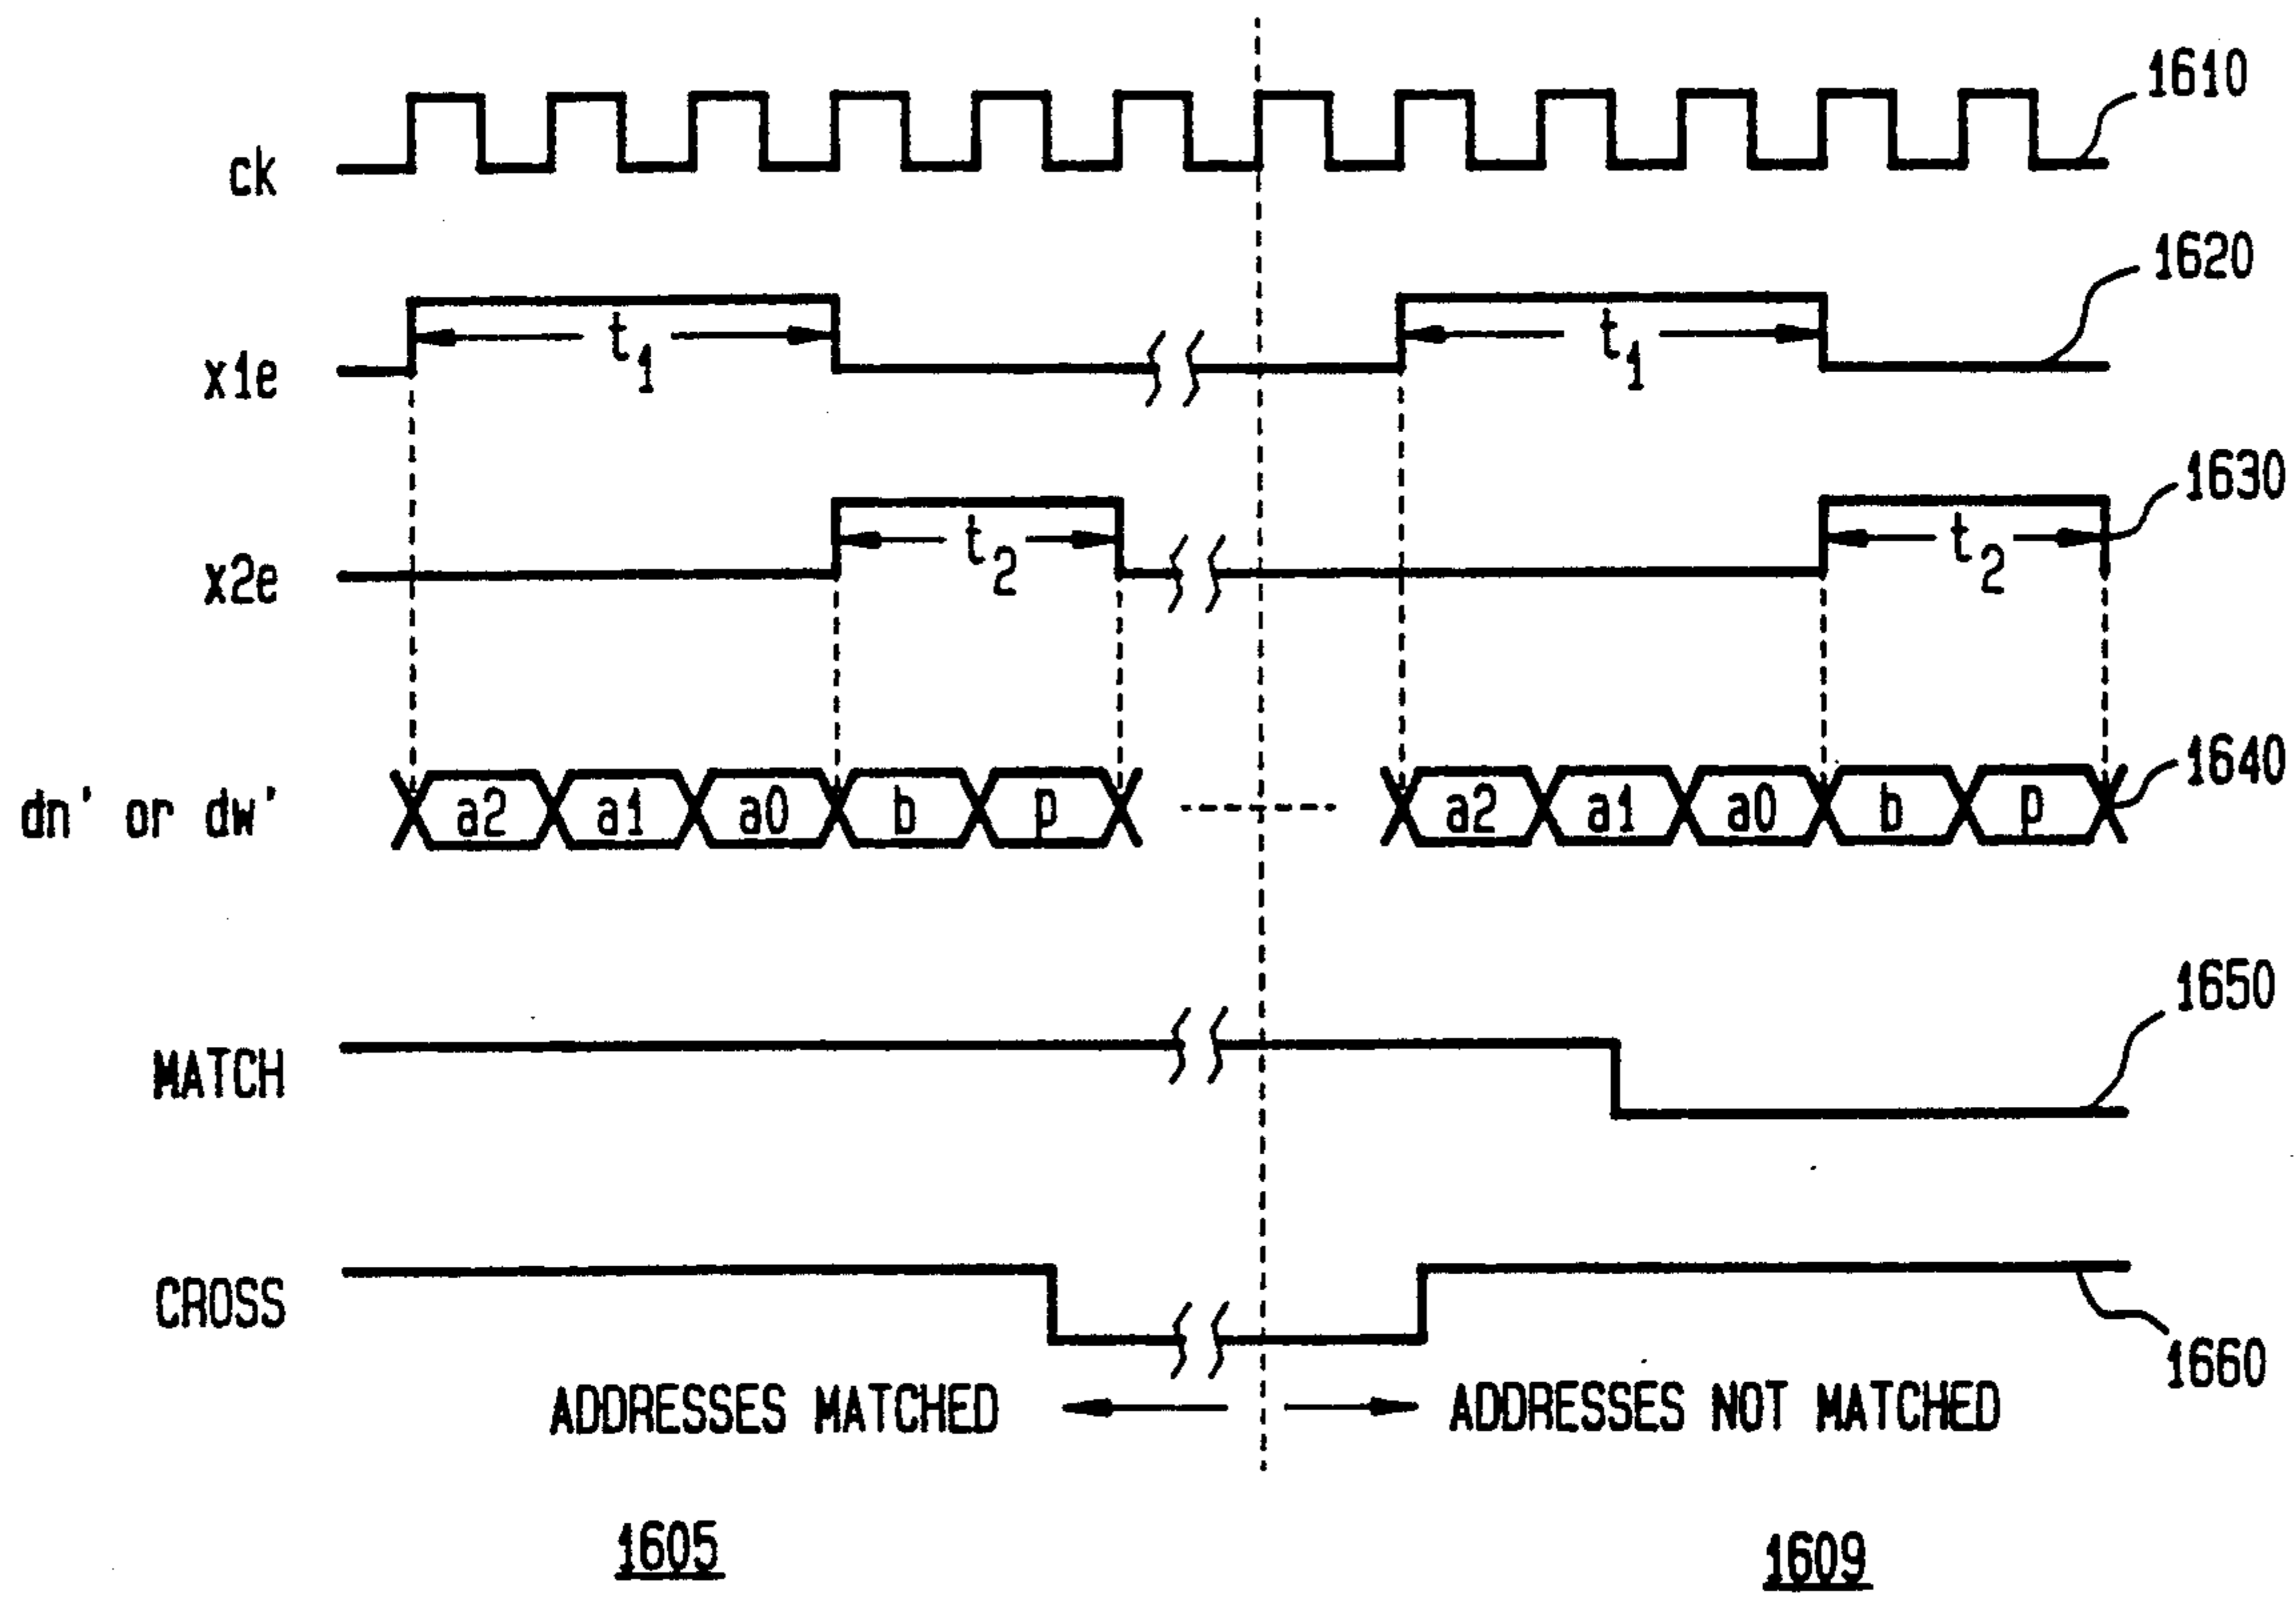 1610
ck
1620
t1 t1
x1e
1630
t2 t2
x2e
1640
dn' or dw' a2 a1 a0 b p a2 a1 a0 b p
1650
MATCH
CROSS
1660
ADDRESSES MATCHED ADDRESSES NOT MATCHED
1605 1609